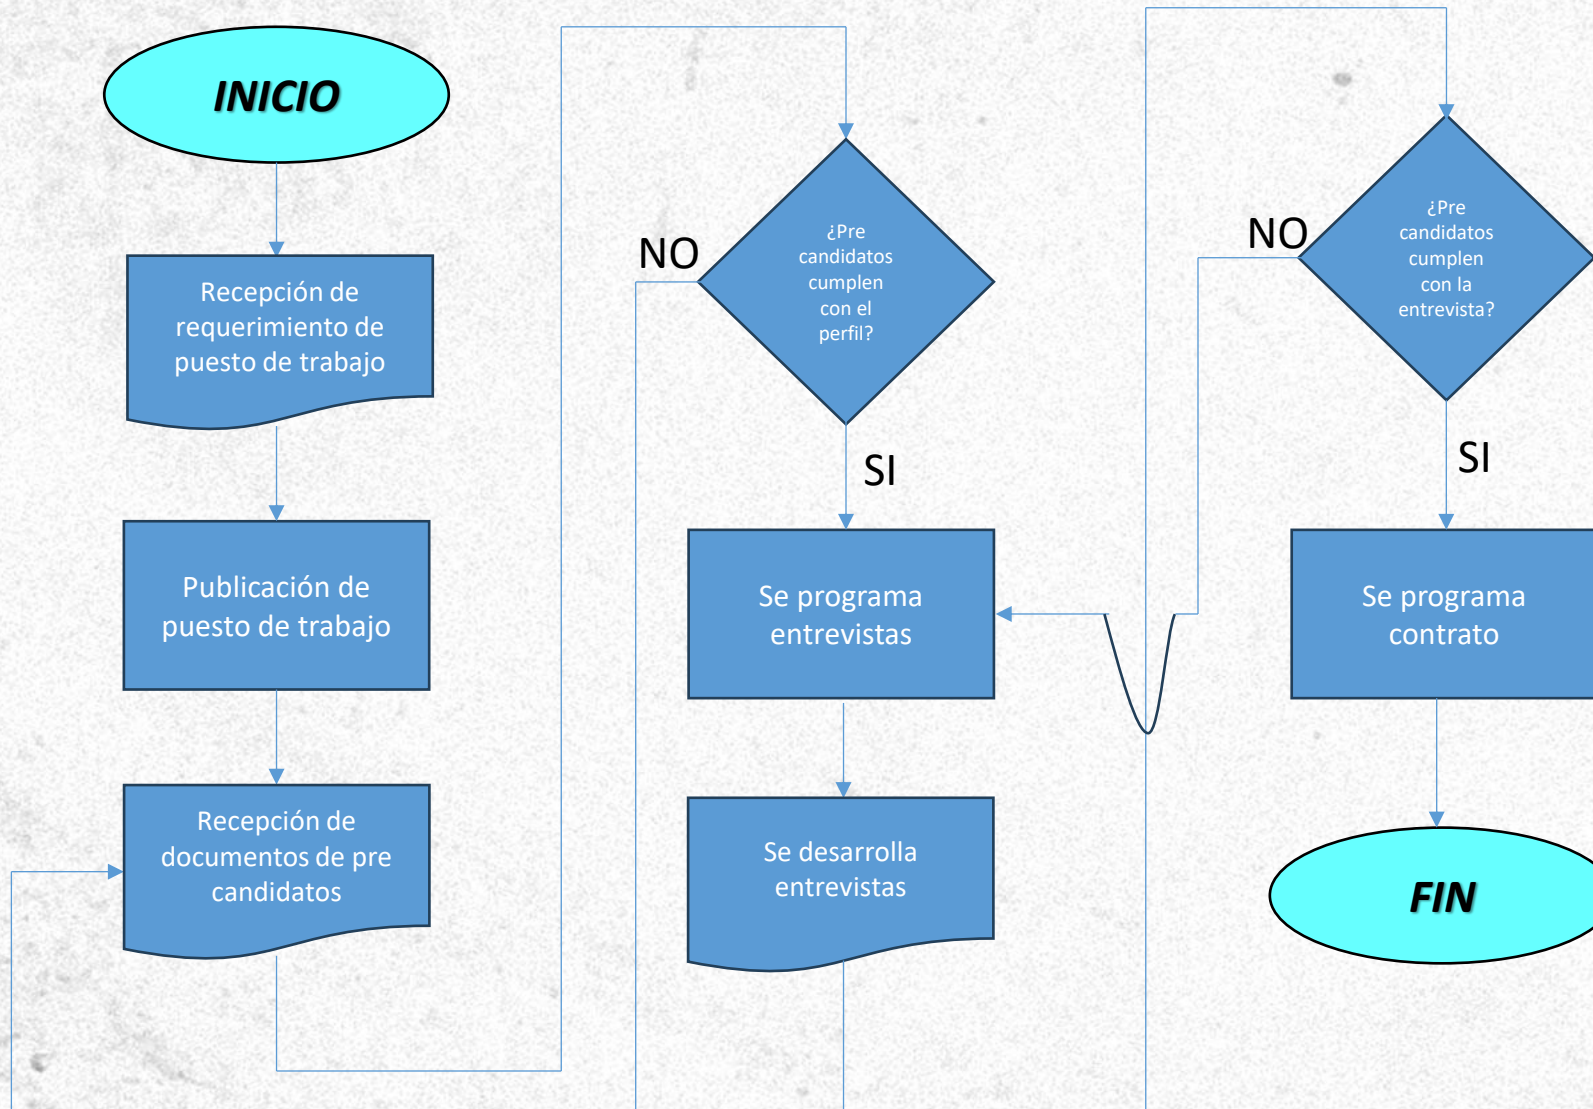 INICIO
Recepción de
requerimiento de
puesto de trabajo
Publicación de
puesto de trabajo
Recepción de
documentos de pre
candidatos
¿Pre
candidatos
cumplen
con el
perfil?
NO
SI
Se programa
entrevistas
Se desarrolla
entrevistas
¿Pre
candidatos
cumplen
con la
entrevista?
NO
SI
Se programa
contrato
FIN